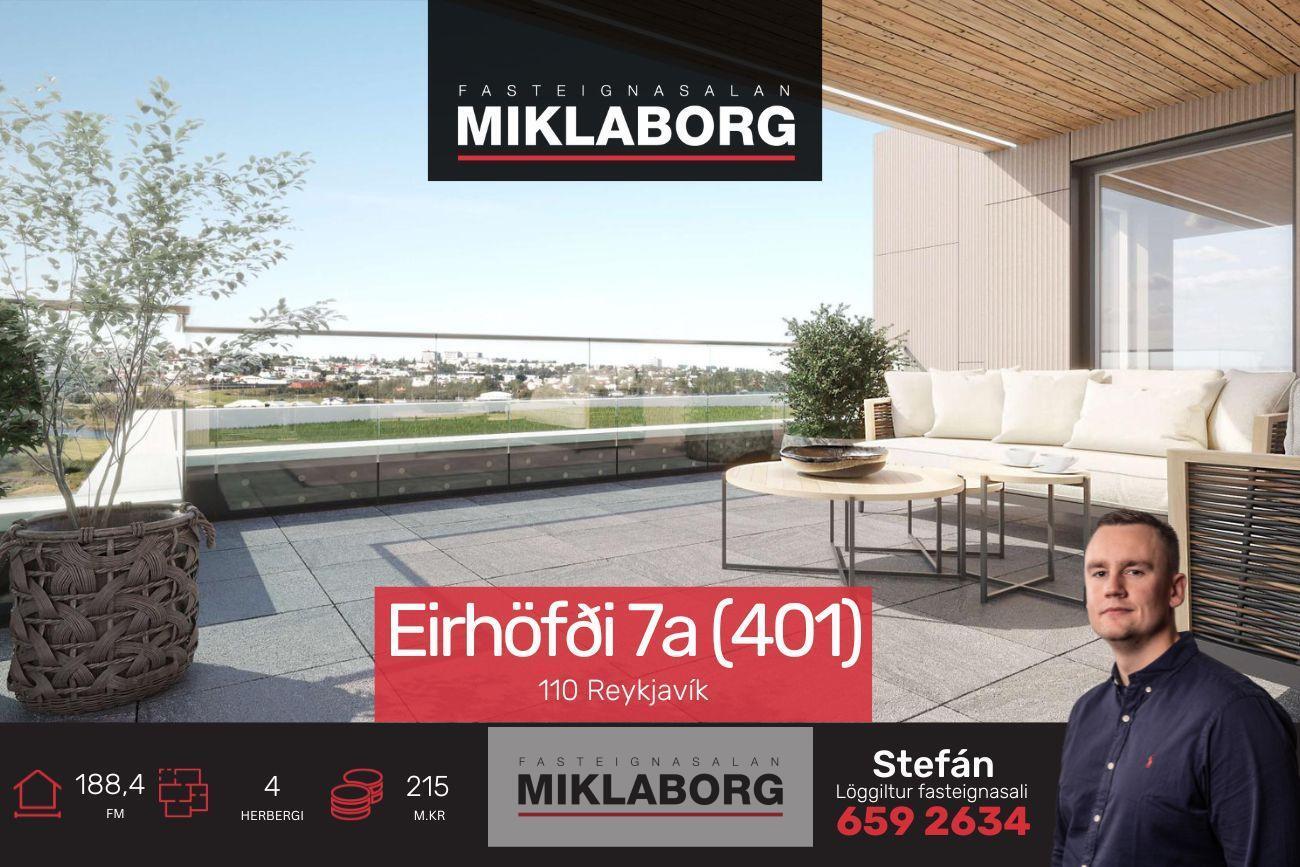 FASTEIGNASALAN
MIKLABORG
Eirhöfði 7a (401)
110 Reykjavík
188,4
FM
4
HERBERGI
215
M.KR
FASTEIGNASALAN
MIKLABORG
Stefán
Löggiltur fasteignasali
659 2634